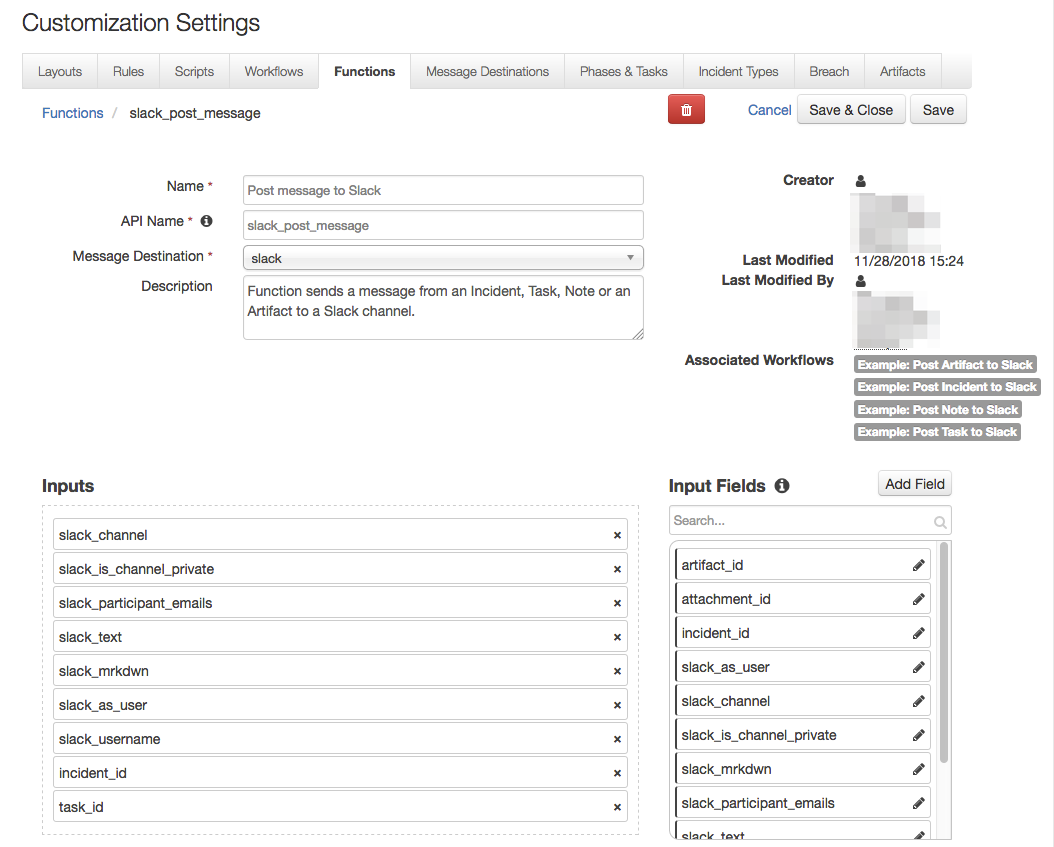 Customization Settings
Layouts Rules Scripts Workflows Functions Message Destinations Phases & Tasks Incident Types Breach Artifacts
Functions / slack_post_message Cancel Save & Close Save
Name * Post message to Slack
API Name * slack_post_message
Message Destination * slack
Description Function sends a message from an Incident, Task, Note or an
Artifact to a Slack channel.
Creator
Last Modified 11/28/2018 15:24
Last Modified By
Associated Workflows Example: Post Artifact to Slack
Example: Post Incident to Slack
Example: Post Note to Slack
Example: Post Task to Slack
Inputs
slack_channel
slack_is_channel_private
slack_participant_emails
slack_text
slack_mrkdwn
slack_as_user
slack_username
incident_id
task_id
Input Fields Add Field
Search...
artifact_id
attachment_id
incident_id
slack_as_user
slack_channel
slack_is_channel_private
slack_mrkdwn
slack_participant_emails
slack_text